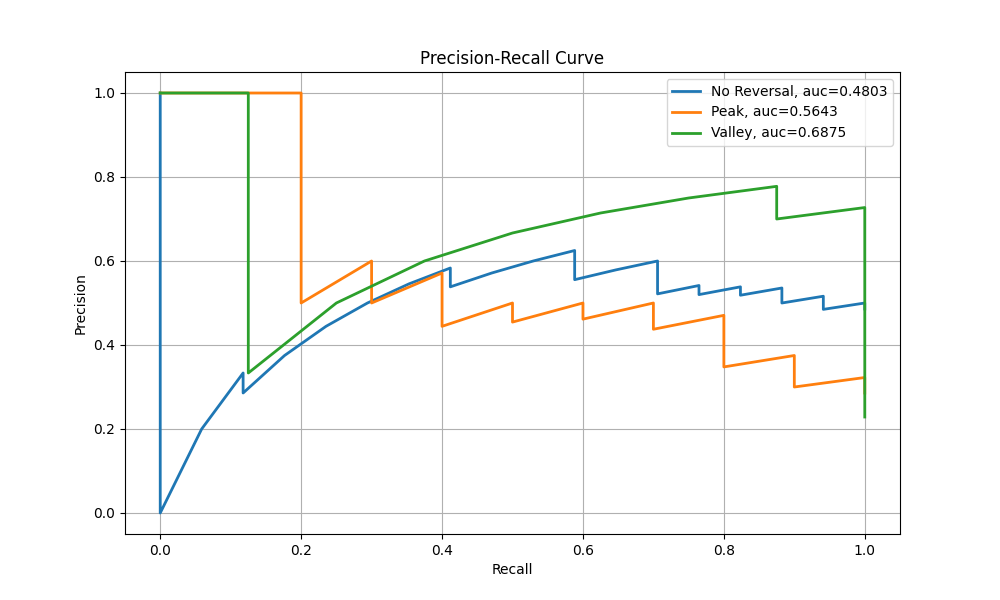 Precision-Recall Curve
No Reversal, auc=0.4803
Peak, auc=0.5643
Valley, auc=0.6875
Precision
1.0
0.8
0.6
0.4
0.2
0.0
0.0 0.2 0.4 0.6 0.8 1.0
Recall